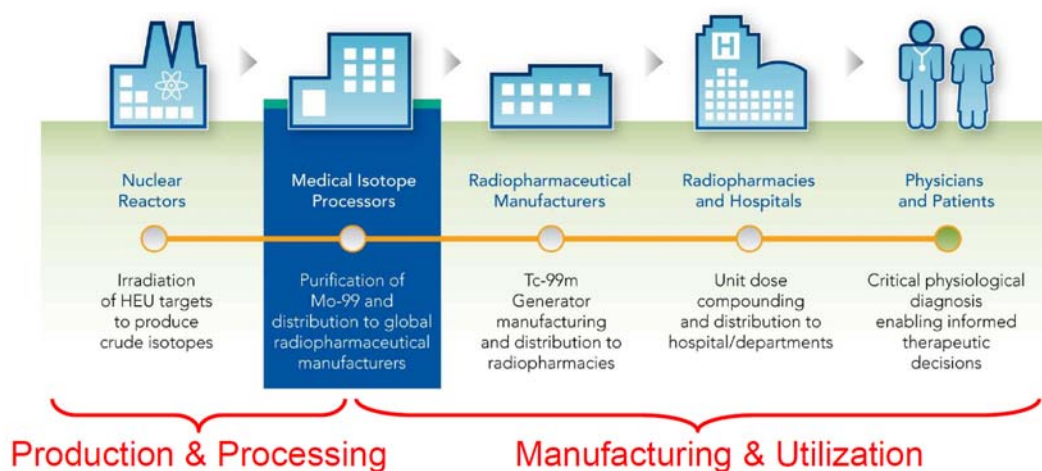 H
Nuclear
Reactors
Medical Isotope
Processors
Radiopharmaceutical
Manufacturers
Radiopharmacies
and Hospitals
Physicians
and Patients
Irradiation
of HEU targets
to produce
crude isotopes
Purification of
Mo-99 and
distribution to global
radiopharmaceutical
manufacturers
Tc-99m
Generator
manufacturing
and distribution to
radiopharmacies
Unit dose
compounding
and distribution to
hospital/departments
Critical physiological
diagnosis
enabling informed
therapeutic
decisions
Production & Processing
Manufacturing & Utilization